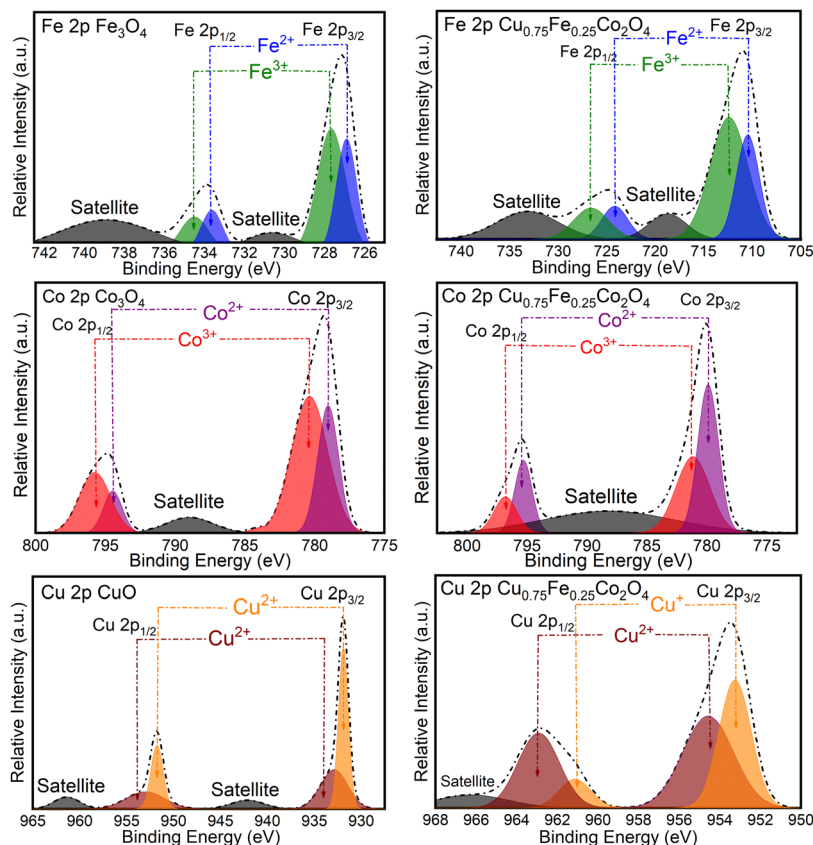 Fe 2p Fe₃O₄
Fe 2p₁/₂
Fe 2p₃/₂
Fe²⁺
Fe³⁺
Satellite
Satellite
742 740 738 736 734 732 730 728 726
Binding Energy (eV)
Relative Intensity (a.u.)
Fe 2p Cu₀.₇₅Fe₀.₂₅Co₂O₄
Fe 2p₁/₂
Fe 2p₃/₂
Fe²⁺
Fe³⁺
Satellite
Satellite
740 735 730 725 720 715 710 705
Binding Energy (eV)
Relative Intensity (a.u.)
Co 2p Co₃O₄
Co 2p₁/₂
Co 2p₃/₂
Co²⁺
Co³⁺
Satellite
800 795 790 785 780 775
Binding Energy (eV)
Relative Intensity (a.u.)
Co 2p Cu₀.₇₅Fe₀.₂₅Co₂O₄
Co 2p₁/₂
Co 2p₃/₂
Co²⁺
Co³⁺
Satellite
800 795 790 785 780 775
Binding Energy (eV)
Relative Intensity (a.u.)
Cu 2p CuO
Cu 2p₁/₂
Cu 2p₃/₂
Cu²⁺
Cu²⁺
Satellite
Satellite
965 960 955 950 945 940 935 930
Binding Energy (eV)
Relative Intensity (a.u.)
Cu 2p Cu₀.₇₅Fe₀.₂₅Co₂O₄
Cu 2p₁/₂
Cu 2p₃/₂
Cu⁺
Cu²⁺
Satellite
968 966 964 962 960 958 956 954 952 950
Binding Energy (eV)
Relative Intensity (a.u.)